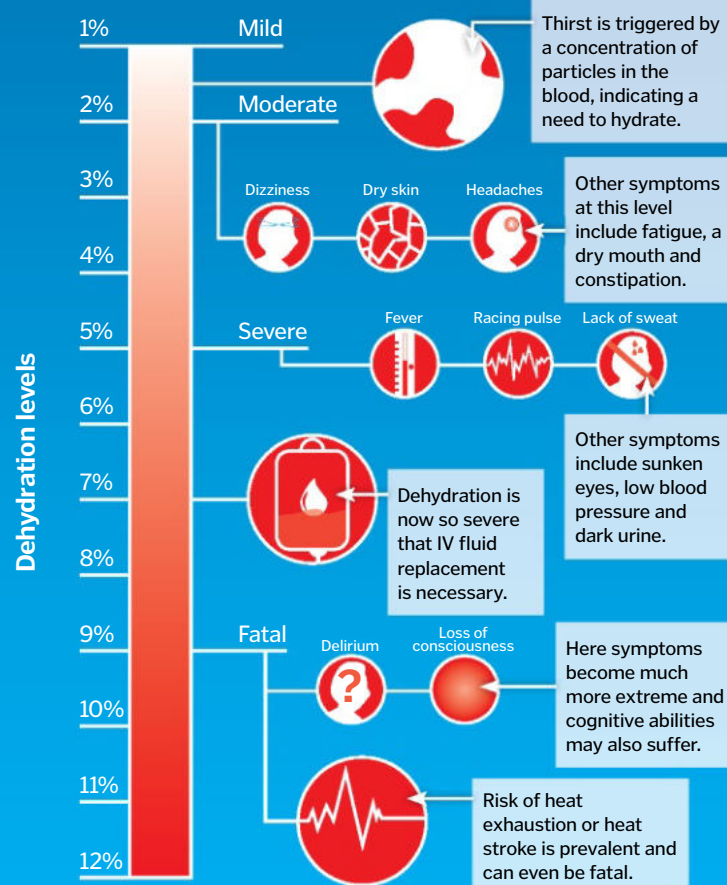 Dehydration levels
1%
Mild
Thirst is triggered by
a concentration of
particles in the
blood, indicating a
need to hydrate.
2%
Moderate
3%
Dizziness
Dry skin
Headaches
Other symptoms
at this level
include fatigue, a
dry mouth and
constipation.
4%
5%
Severe
Fever
Racing pulse
Lack of sweat
Other symptoms
include sunken
eyes, low blood
pressure and
dark urine.
6%
7%
Dehydration is
now so severe
that IV fluid
replacement
is necessary.
8%
9%
Fatal
Delirium
Loss of
consciousness
?
Here symptoms
become much
more extreme and
cognitive abilities
may also suffer.
10%
11%
Risk of heat
exhaustion or heat
stroke is prevalent and
can even be fatal.
12%